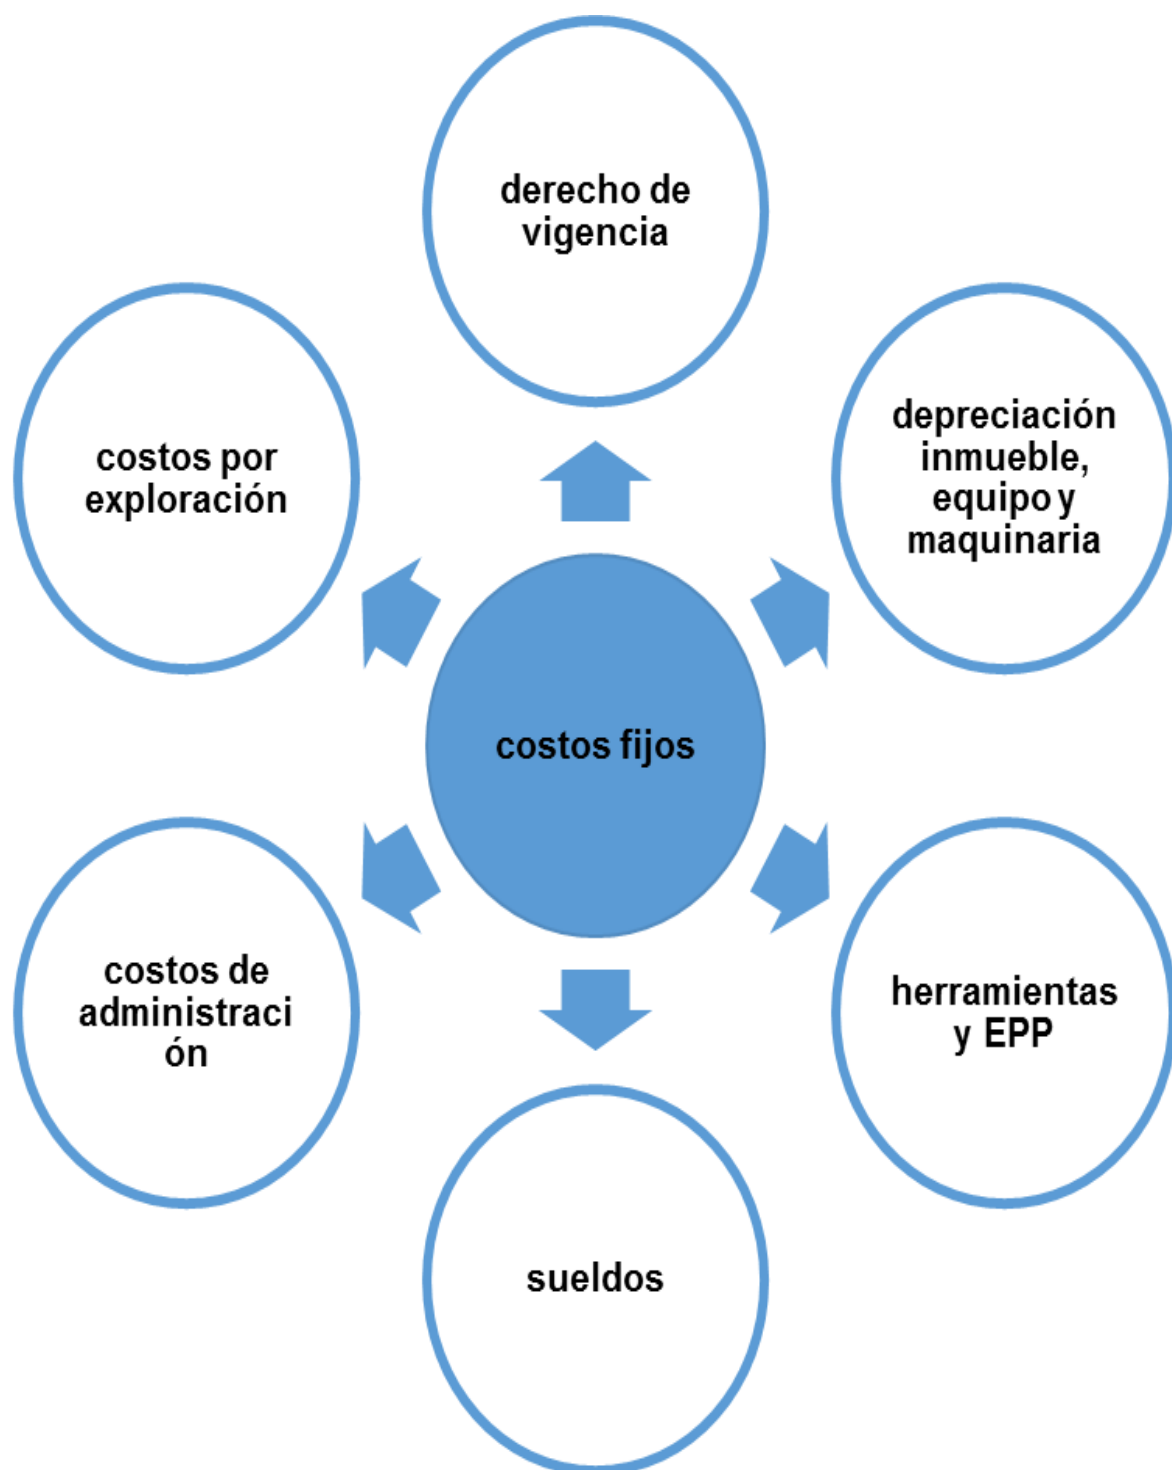 derecho de
vigencia
depreciación
inmueble,
equipo y
maquinaria
herramientas
y EPP
sueldos
costos de
administraci
ón
costos por
exploración
costos fijos